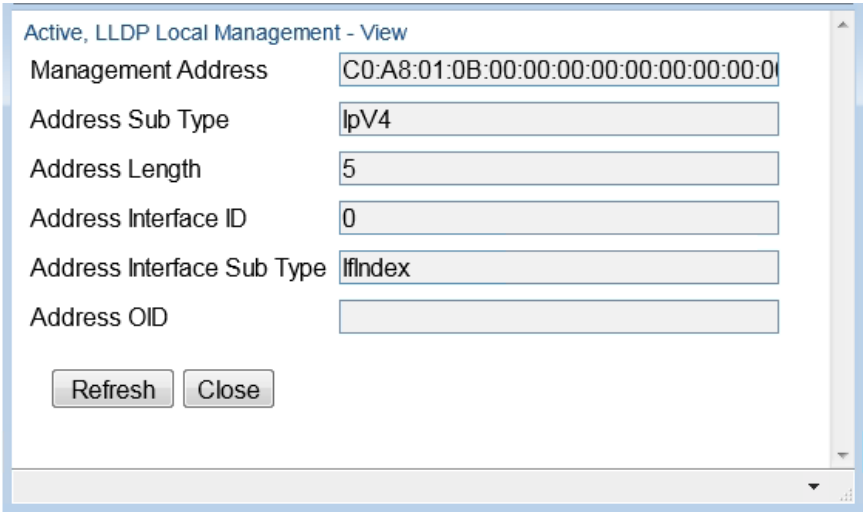 Active, LLDP Local Management - View
Management Address C0:A8:01:0B:00:00:00:00:00:00:00:00
Address Sub Type IpV4
Address Length 5
Address Interface ID 0
Address Interface Sub Type IfIndex
Address OID
Refresh Close